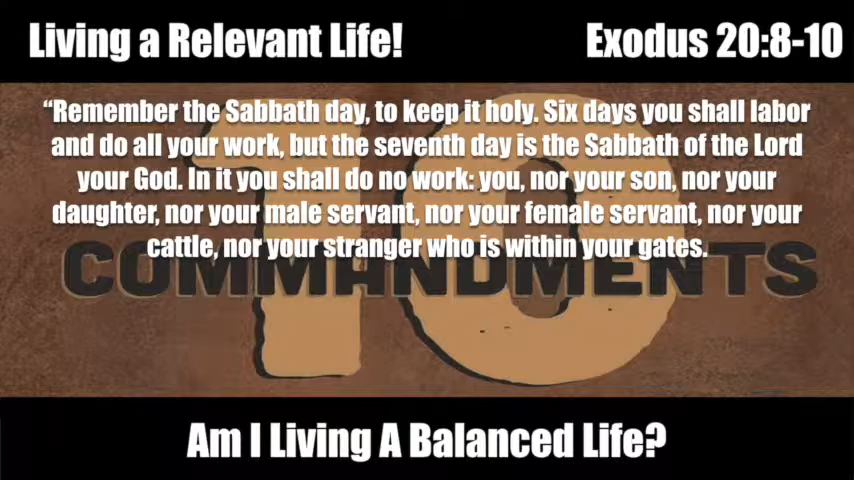 Living a Relevant Life!
Exodus 20:8-10
“Remember the Sabbath day, to keep it holy. Six days you shall labor
and do all your work, but the seventh day is the Sabbath of the Lord
your God. In it you shall do no work: you, nor your son, nor your
daughter, nor your male servant, nor your female servant, nor your
cattle, nor your stranger who is within your gates.
10
COMMANDMENTS
Am I Living A Balanced Life?